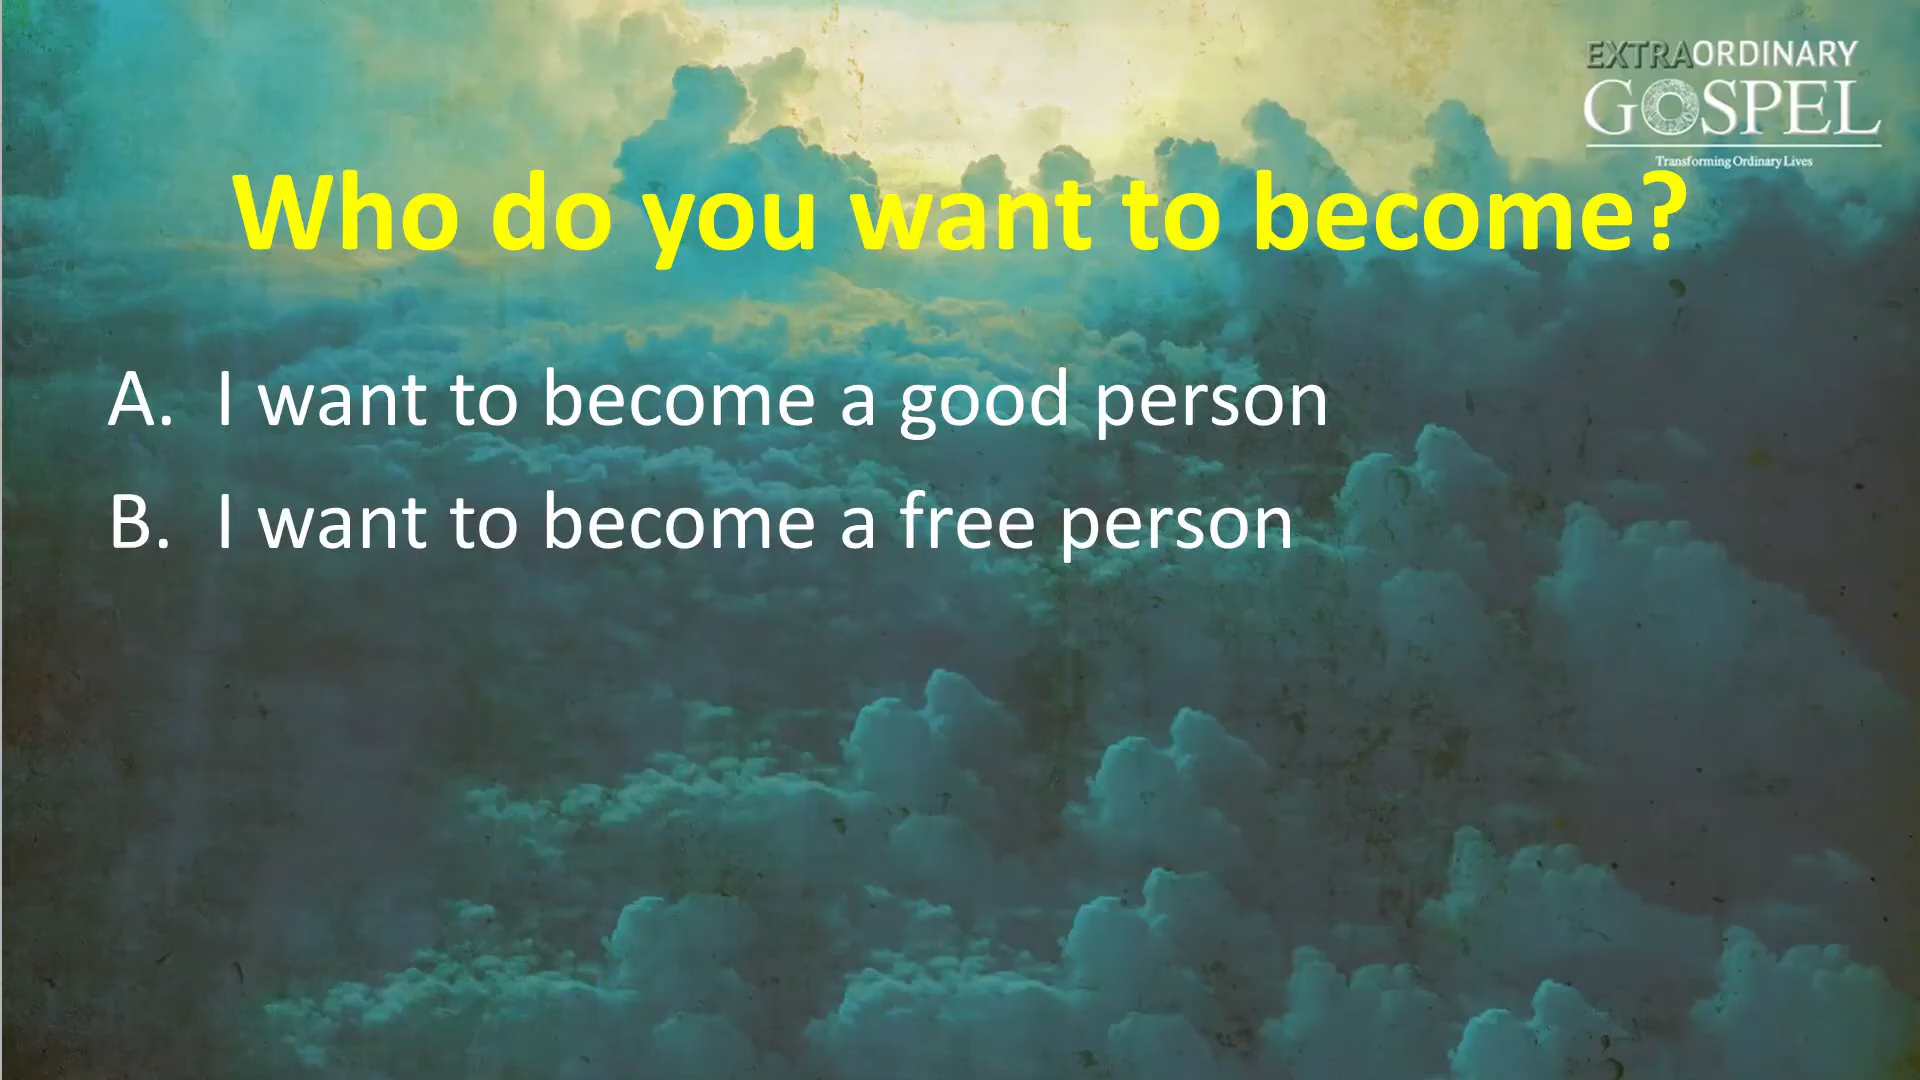 EXTRAORDINARY
GOSPEL
Transforming Ordinary Lives
Who do you want to become?
A. I want to become a good person
B. I want to become a free person